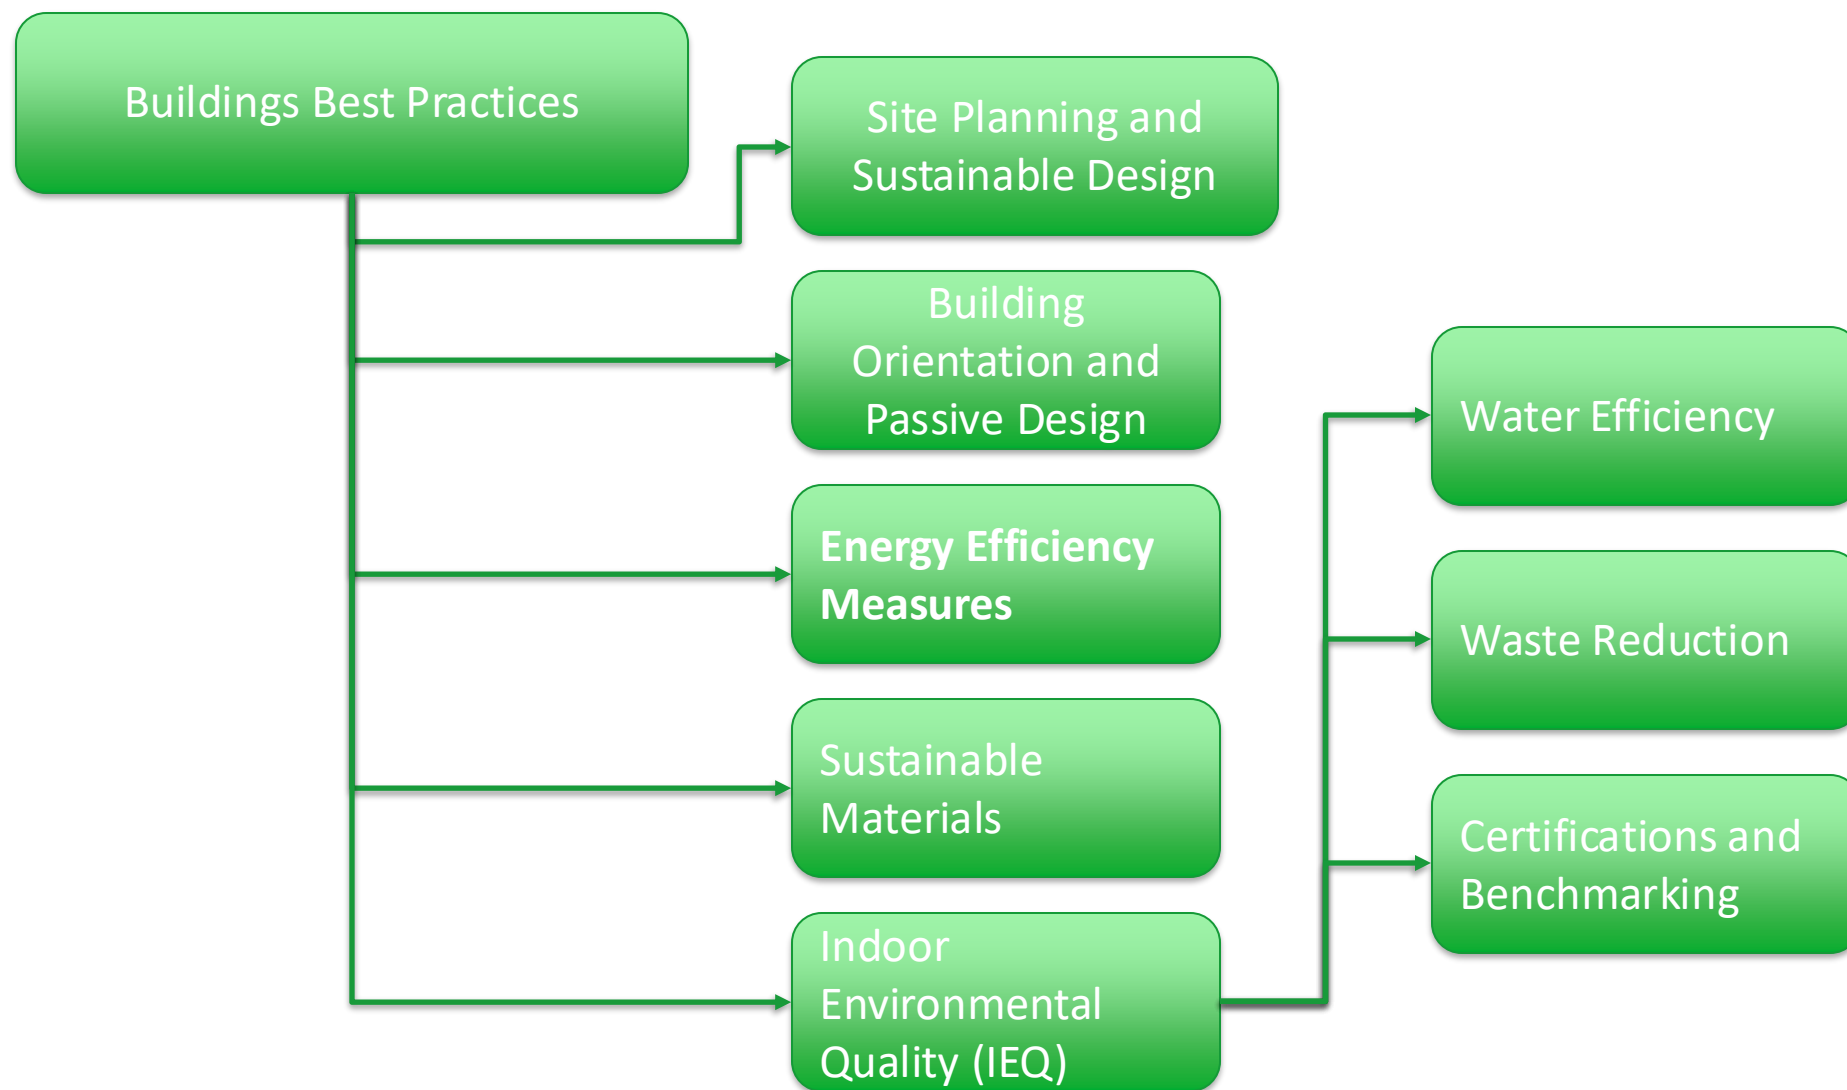 Buildings Best Practices
Site Planning and
Sustainable Design
Building
Orientation and
Passive Design
Energy Efficiency
Measures
Sustainable
Materials
Indoor
Environmental
Quality (IEQ)
Water Efficiency
Waste Reduction
Certifications and
Benchmarking